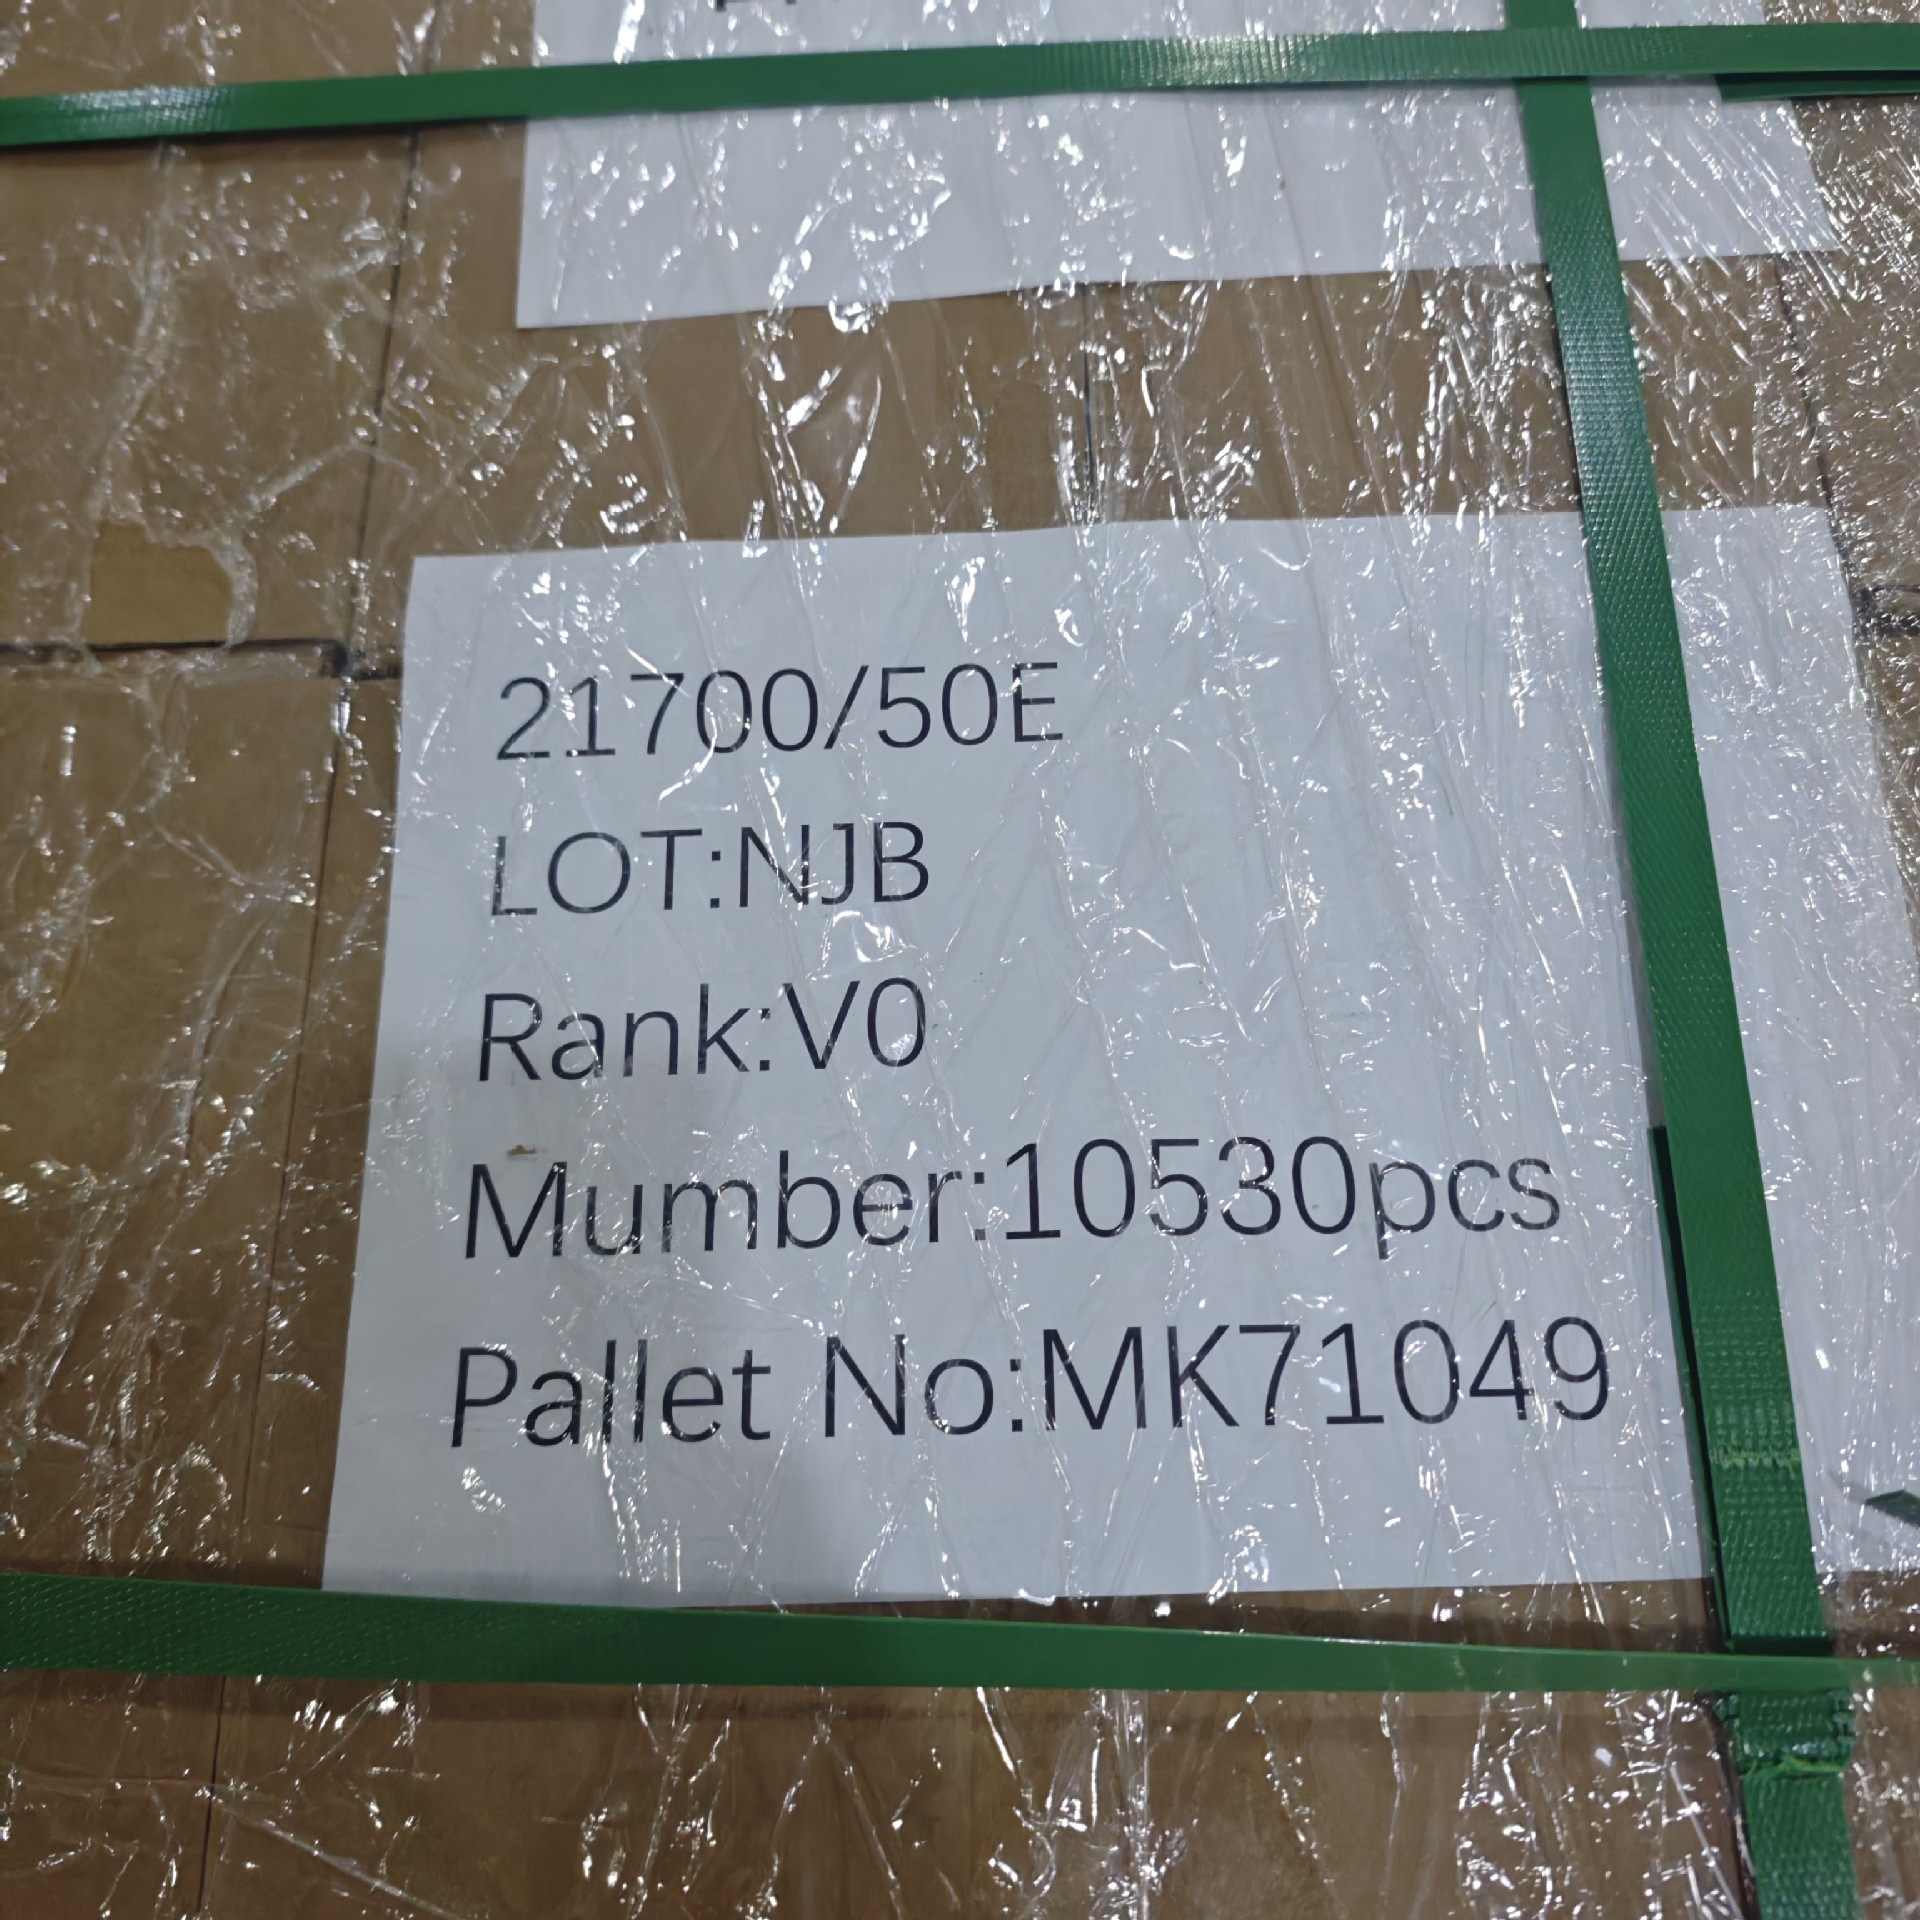 21700/50E
LOT:NJB
Rank:V0
Mumber:10530pcs
Pallet No:MK71049